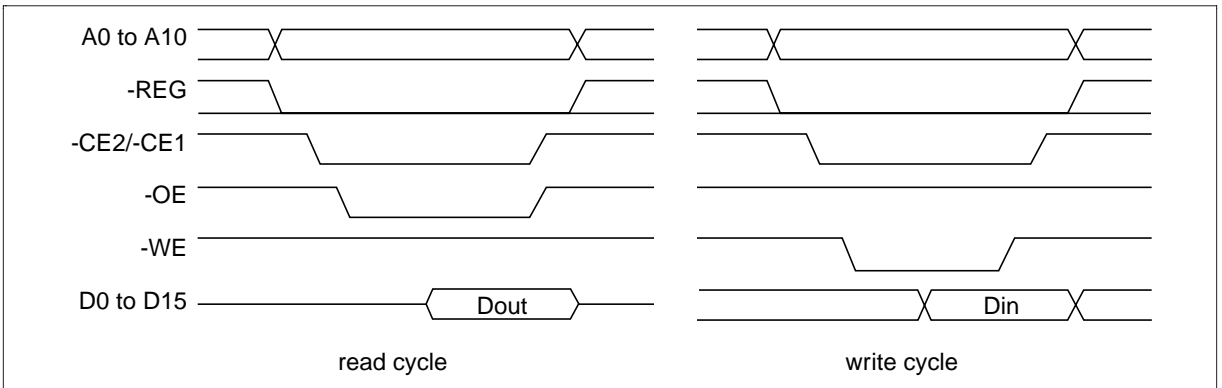 A0 to A10
-REG
-CE2/-CE1
-OE
-WE
D0 to D15
Dout
Din
read cycle
write cycle